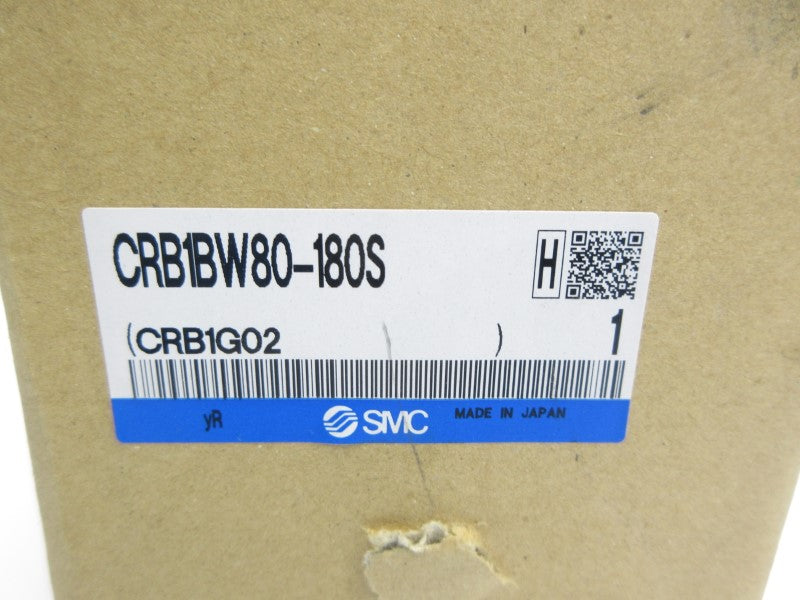 CRB1BW80-180S H
(CRB1G02 ) 1
yR SMC MADE IN JAPAN